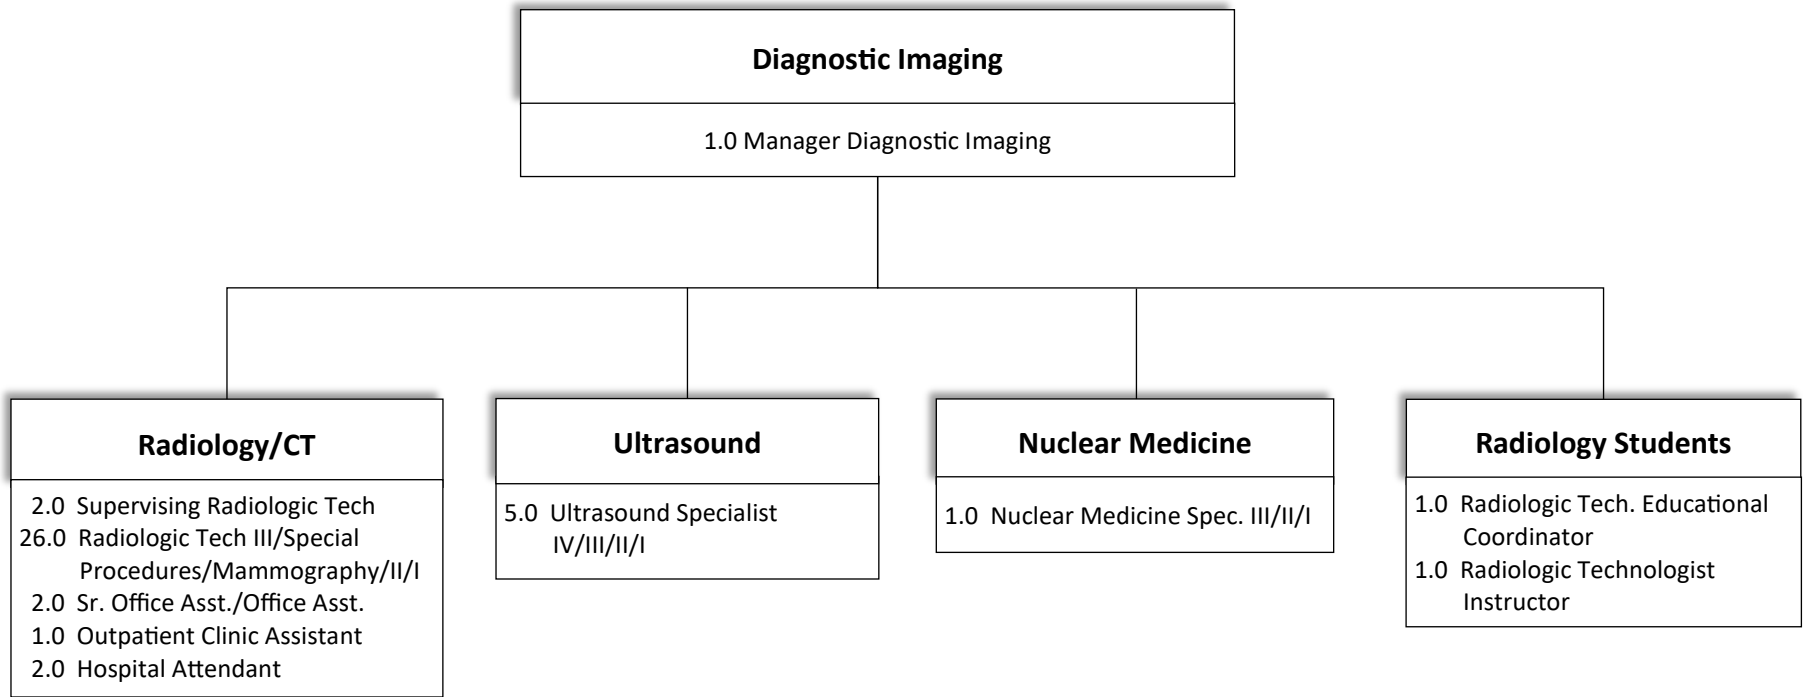 Diagnostic Imaging
1.0 Manager Diagnostic Imaging
Radiology/CT
2.0 Supervising Radiologic Tech
26.0 Radiologic Tech III/Special
Procedures/Mammography/II/I
2.0 Sr. Office Asst./Office Asst.
1.0 Outpatient Clinic Assistant
2.0 Hospital Attendant
Ultrasound
5.0 Ultrasound Specialist
IV/III/II/I
Nuclear Medicine
1.0 Nuclear Medicine Spec. III/II/I
Radiology Students
1.0 Radiologic Tech. Educational
Coordinator
1.0 Radiologic Technologist
Instructor